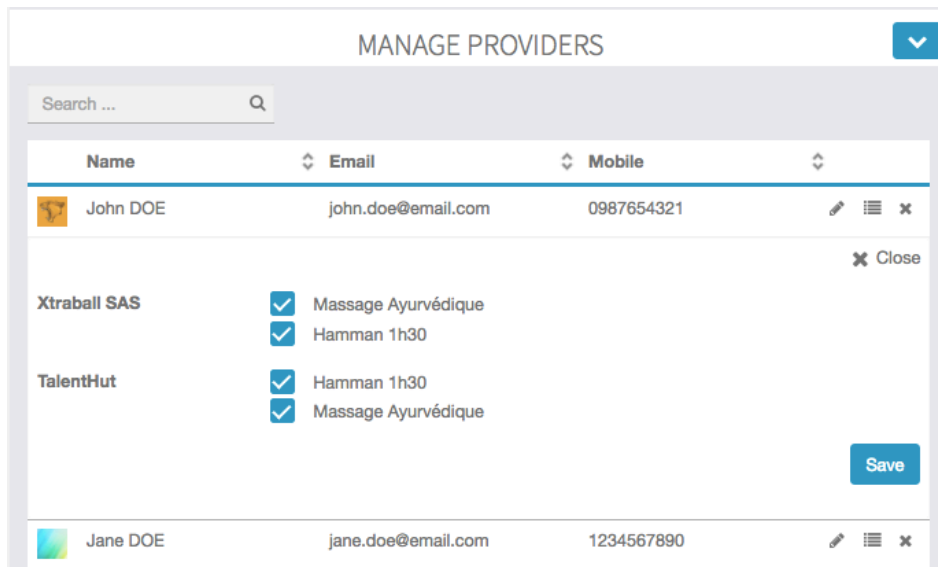 MANAGE PROVIDERS
Search ...
Name Email Mobile
John DOE john.doe@email.com 0987654321
Close
Xtraball SAS Massage Ayurvédique
Hamman 1h30
TalentHut Hamman 1h30
Massage Ayurvédique
Save
Jane DOE jane.doe@email.com 1234567890